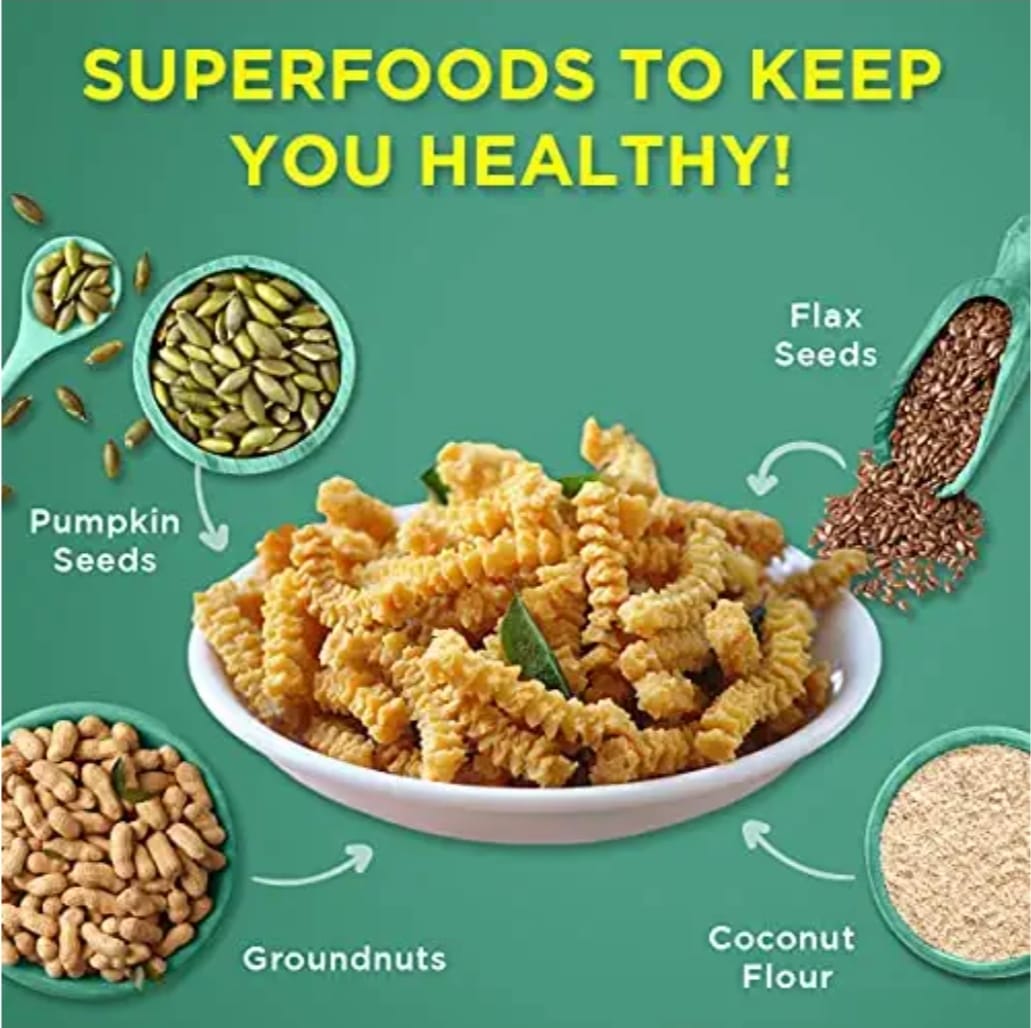 SUPERFOODS TO KEEP
YOU HEALTHY!
Flax
Seeds
Pumpkin
Seeds
Groundnuts
Coconut
Flour